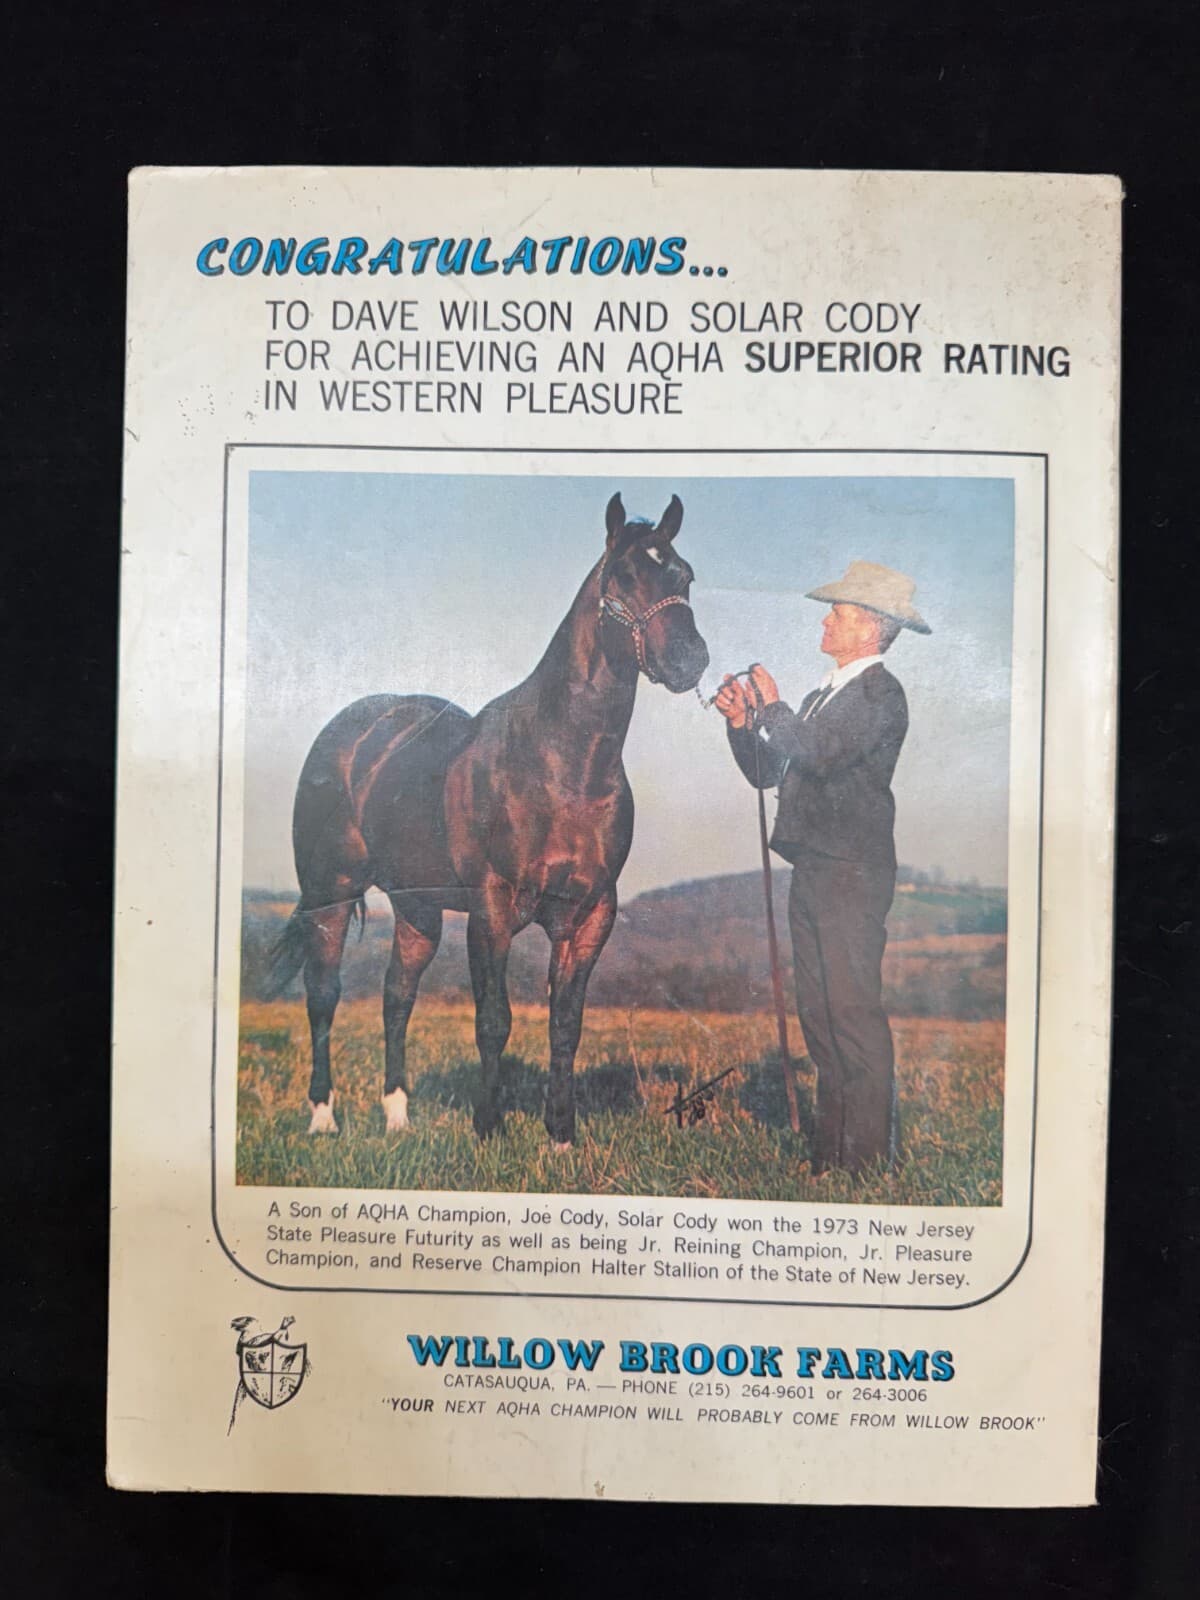 CONGRATULATIONS...
TO DAVE WILSON AND SOLAR CODY
FOR ACHIEVING AN AQHA SUPERIOR RATING
IN WESTERN PLEASURE
A Son of AQHA Champion, Joe Cody, Solar Cody won the 1973 New Jersey
State Pleasure Futurity as well as being Jr. Reining Champion, Jr. Pleasure
Champion, and Reserve Champion Halter Stallion of the State of New Jersey.
WILLOW BROOK FARMS
CATASAUQUA, PA. — PHONE (215) 264-9601 or 264-3006
"YOUR NEXT AQHA CHAMPION WILL PROBABLY COME FROM WILLOW BROOK"